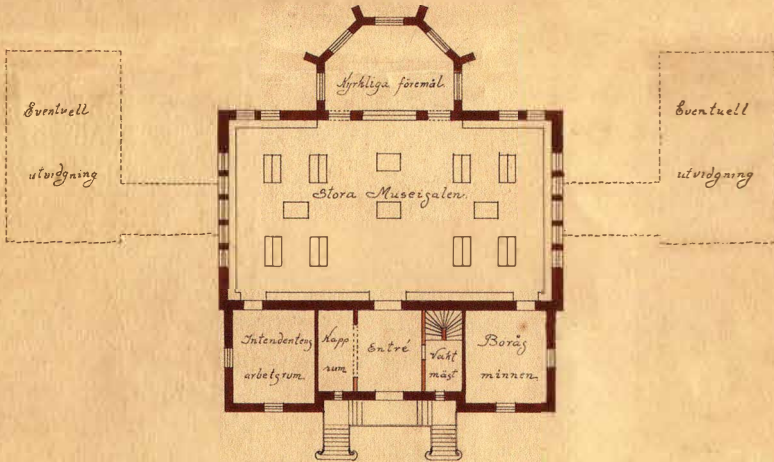 Kyrkliga föremål.
Eventuell
utvidgning
Eventuell
utvidgning
Stora Museisalen.
Intendentens
arbetsrum.
Kapp
rum
Entré
Vakt
mäst
Borås
minnen.